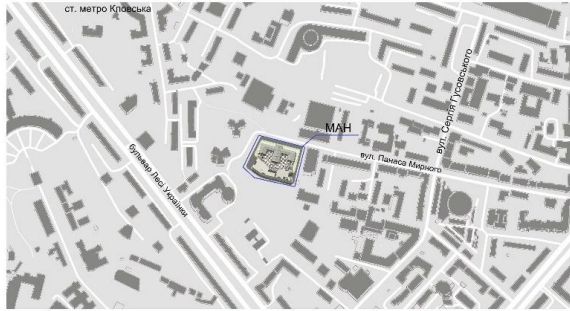 ст. метро Кловська
МАН
вул. Сергія Гусовського
вул. Панаса Мирного
бульвар Лесі Українки